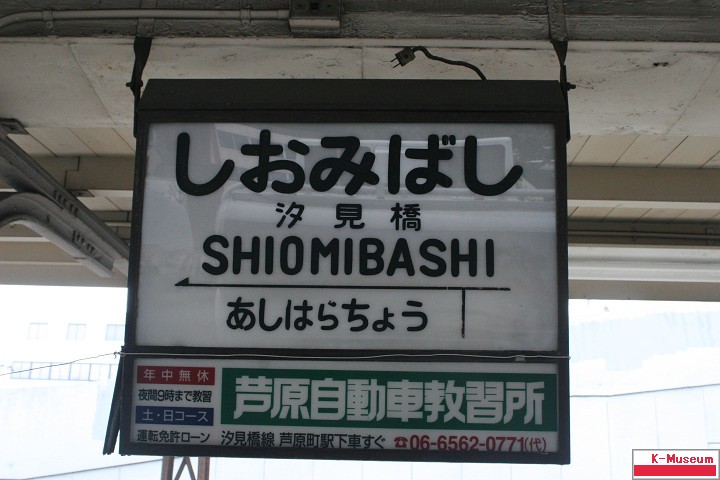 しおみばし
汐見橋
SHIOMIBASHI
あしはらちょう
年中無休
夜間9時まで教習
土・日コース
運転免許ローン
芦原自動車教習所
汐見橋線 芦原町駅下車すぐ ☎06-6562-0771(代)
K-Museum